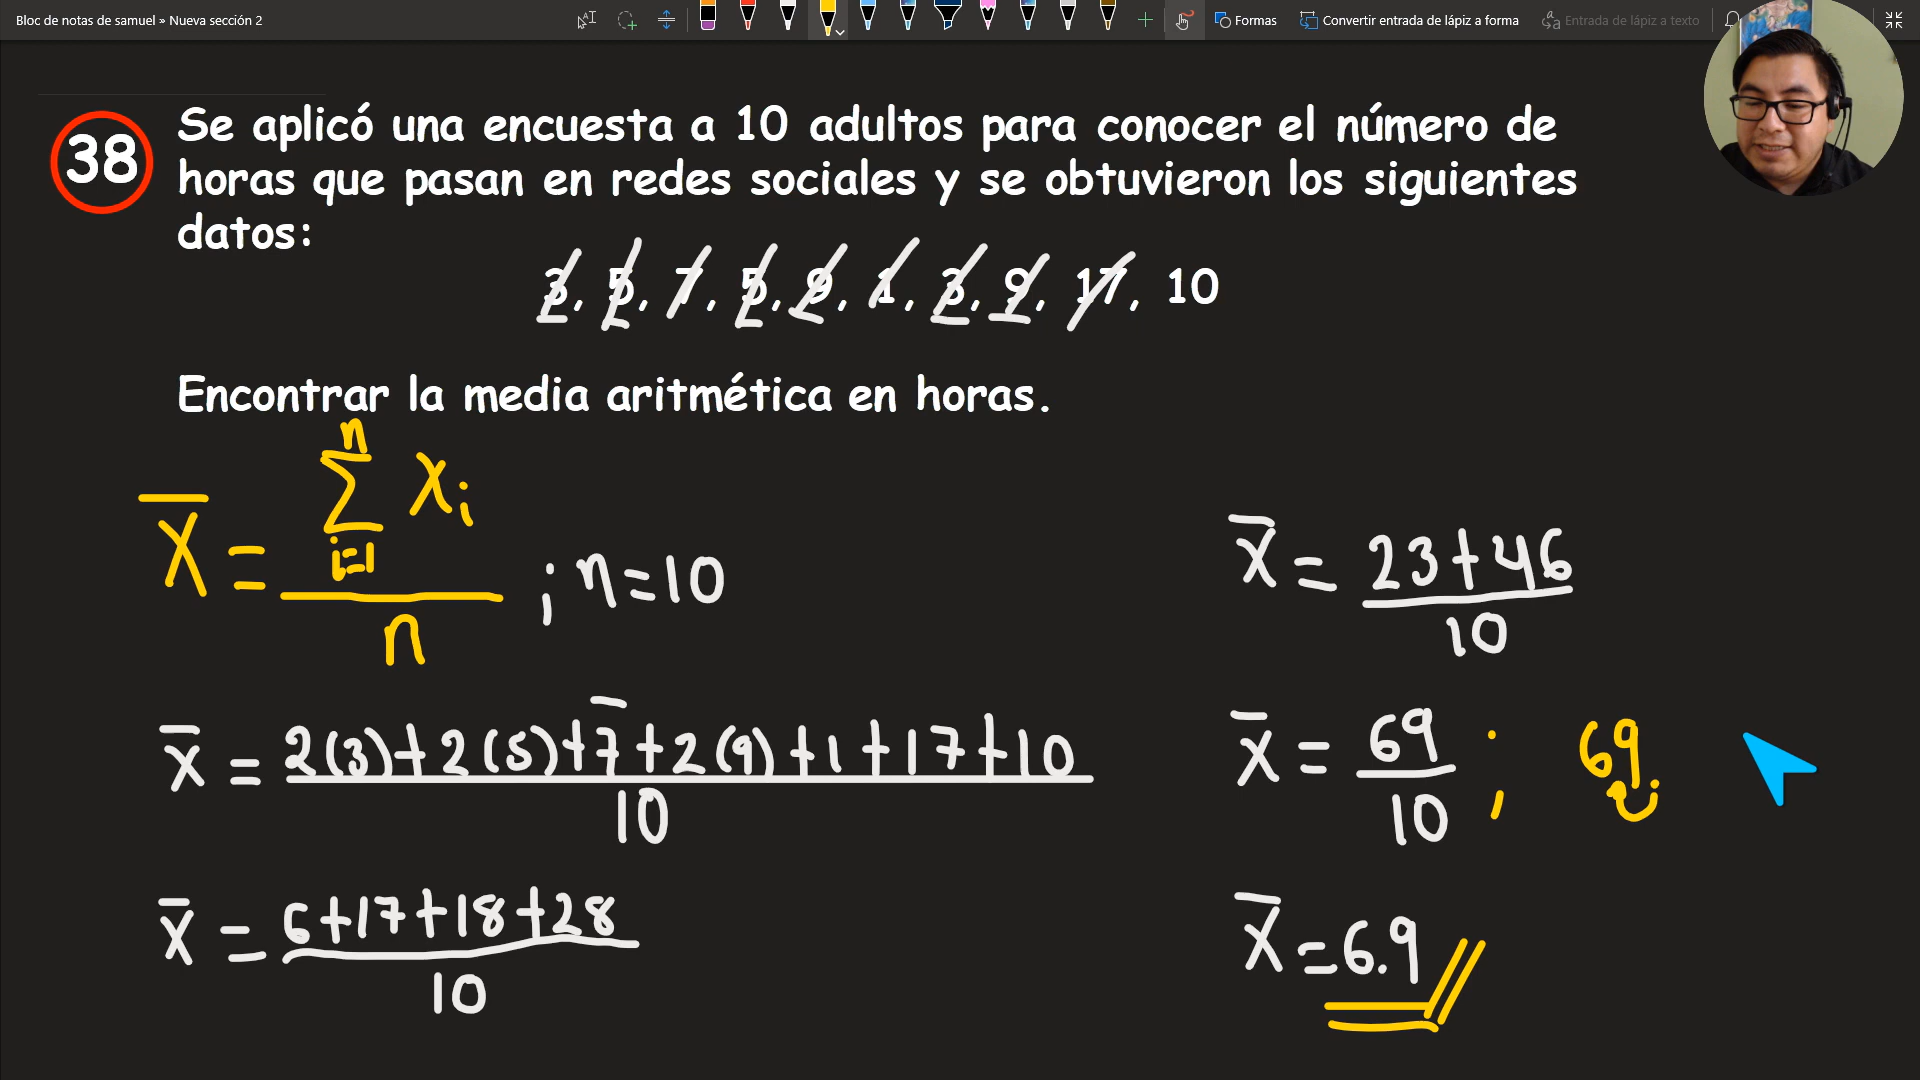 Bloc de notas de samuel » Nueva sección 2
Formas
Convertir entrada de lápiz a forma
Entrada de lápiz a texto
38
Se aplicó una encuesta a 10 adultos para conocer el número de
horas que pasan en redes sociales y se obtuvieron los siguientes
datos:
3, 5, 7, 5, 9, 1, 3, 9, 17, 10
Encontrar la media aritmética en horas.
n
∑ xi
i=1
X̄ = ; n=10
n
x̄ = 2(3)+2(5)+7+2(9)+1+17+10
10
x̄ = 6+17+18+28
10
x̄ = 23+46
10
x̄ = 69 ; 69.
10
x̄ = 6.9